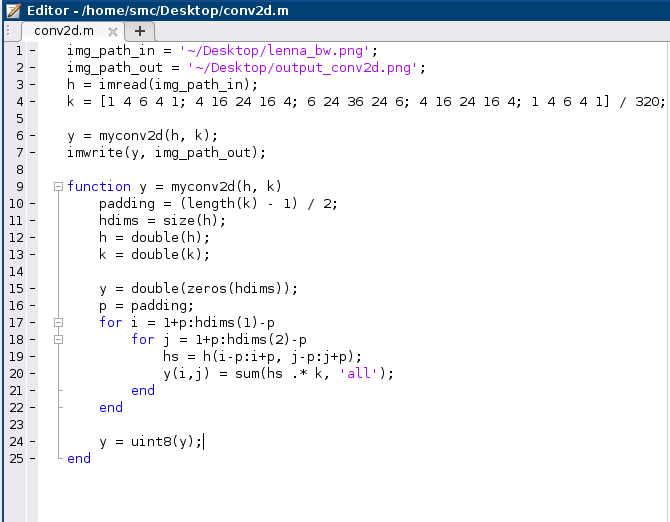 Editor - /home/smc/Desktop/conv2d.m
conv2d.m × +
1 - img_path_in = '~/Desktop/lenna_bw.png';
2 - img_path_out = '~/Desktop/output_conv2d.png';
3 - h = imread(img_path_in);
4 - k = [1 4 6 4 1; 4 16 24 16 4; 6 24 36 24 6; 4 16 24 16 4; 1 4 6 4 1] / 320;
5
6 - y = myconv2d(h, k);
7 - imwrite(y, img_path_out);
8
9 function y = myconv2d(h, k)
10 - padding = (length(k) - 1) / 2;
11 - hdims = size(h);
12 - h = double(h);
13 - k = double(k);
14
15 - y = double(zeros(hdims));
16 - p = padding;
17 - for i = 1+p:hdims(1)-p
18 - for j = 1+p:hdims(2)-p
19 - hs = h(i-p:i+p, j-p:j+p);
20 - y(i,j) = sum(hs .* k, 'all');
21 - end
22 - end
23
24 - y = uint8(y);
25 - end